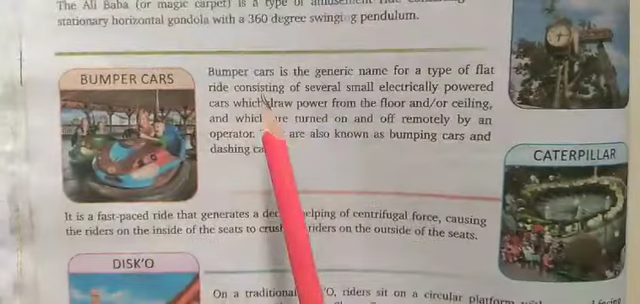 The Ali Baba (or magic carpet) is a type of amusement ride
stationary horizontal gondola with a 360 degree swinging pendulum.
BUMPER CARS
Bumper cars is the generic name for a type of flat
ride consisting of several small electrically powered
cars which draw power from the floor and/or ceiling,
and which are turned on and off remotely by an
operator. are also known as bumping cars and
dashing
CATERPILLAR
It is a fast-paced ride that generates a helping of centrifugal force, causing
the riders on the inside of the seats to crush riders on the outside of the seats.
DISK'O
On a traditional 'O, riders sit on a circular platform